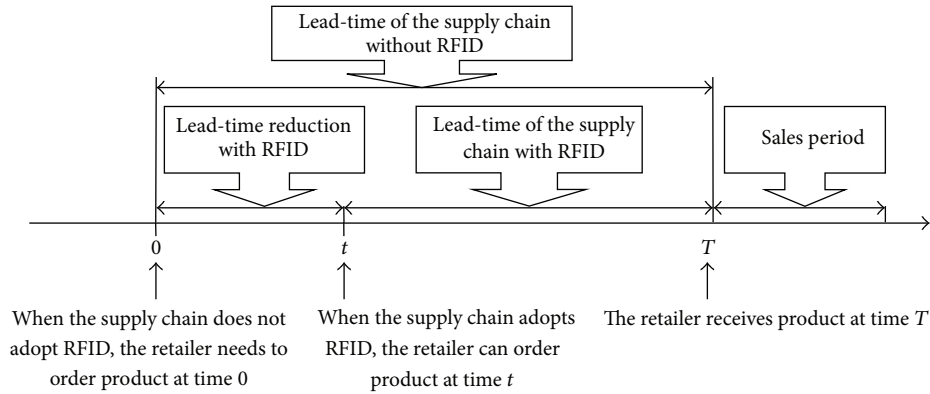 Lead-time of the supply chain
without RFID
Lead-time reduction
with RFID
Lead-time of the supply
chain with RFID
Sales period
0
t
T
When the supply chain does not
adopt RFID, the retailer needs to
order product at time 0
When the supply chain adopts
RFID, the retailer can order
product at time t
The retailer receives product at time T